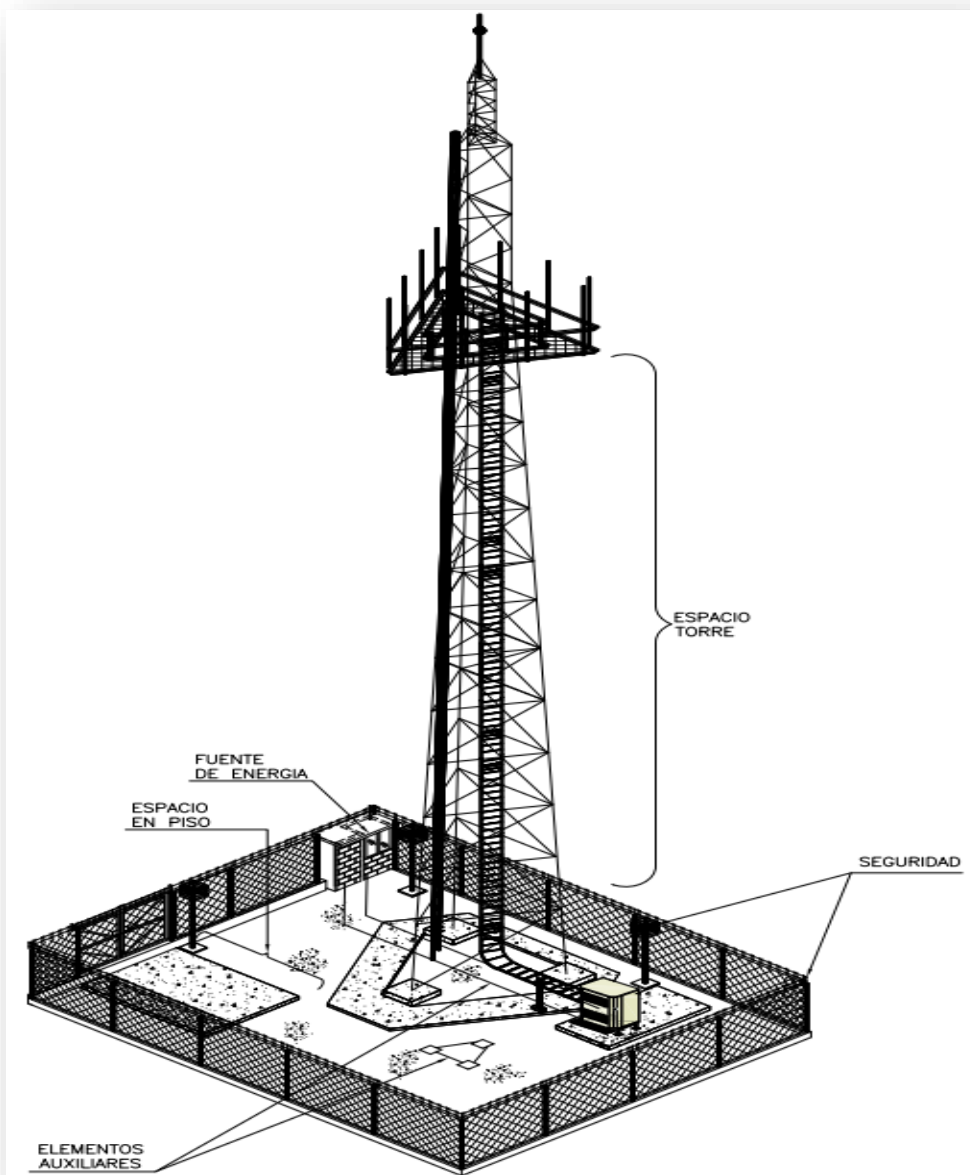 ESPACIO
TORRE
FUENTE
DE ENERGIA
ESPACIO
EN PISO
SEGURIDAD
ELEMENTOS
AUXILIARES